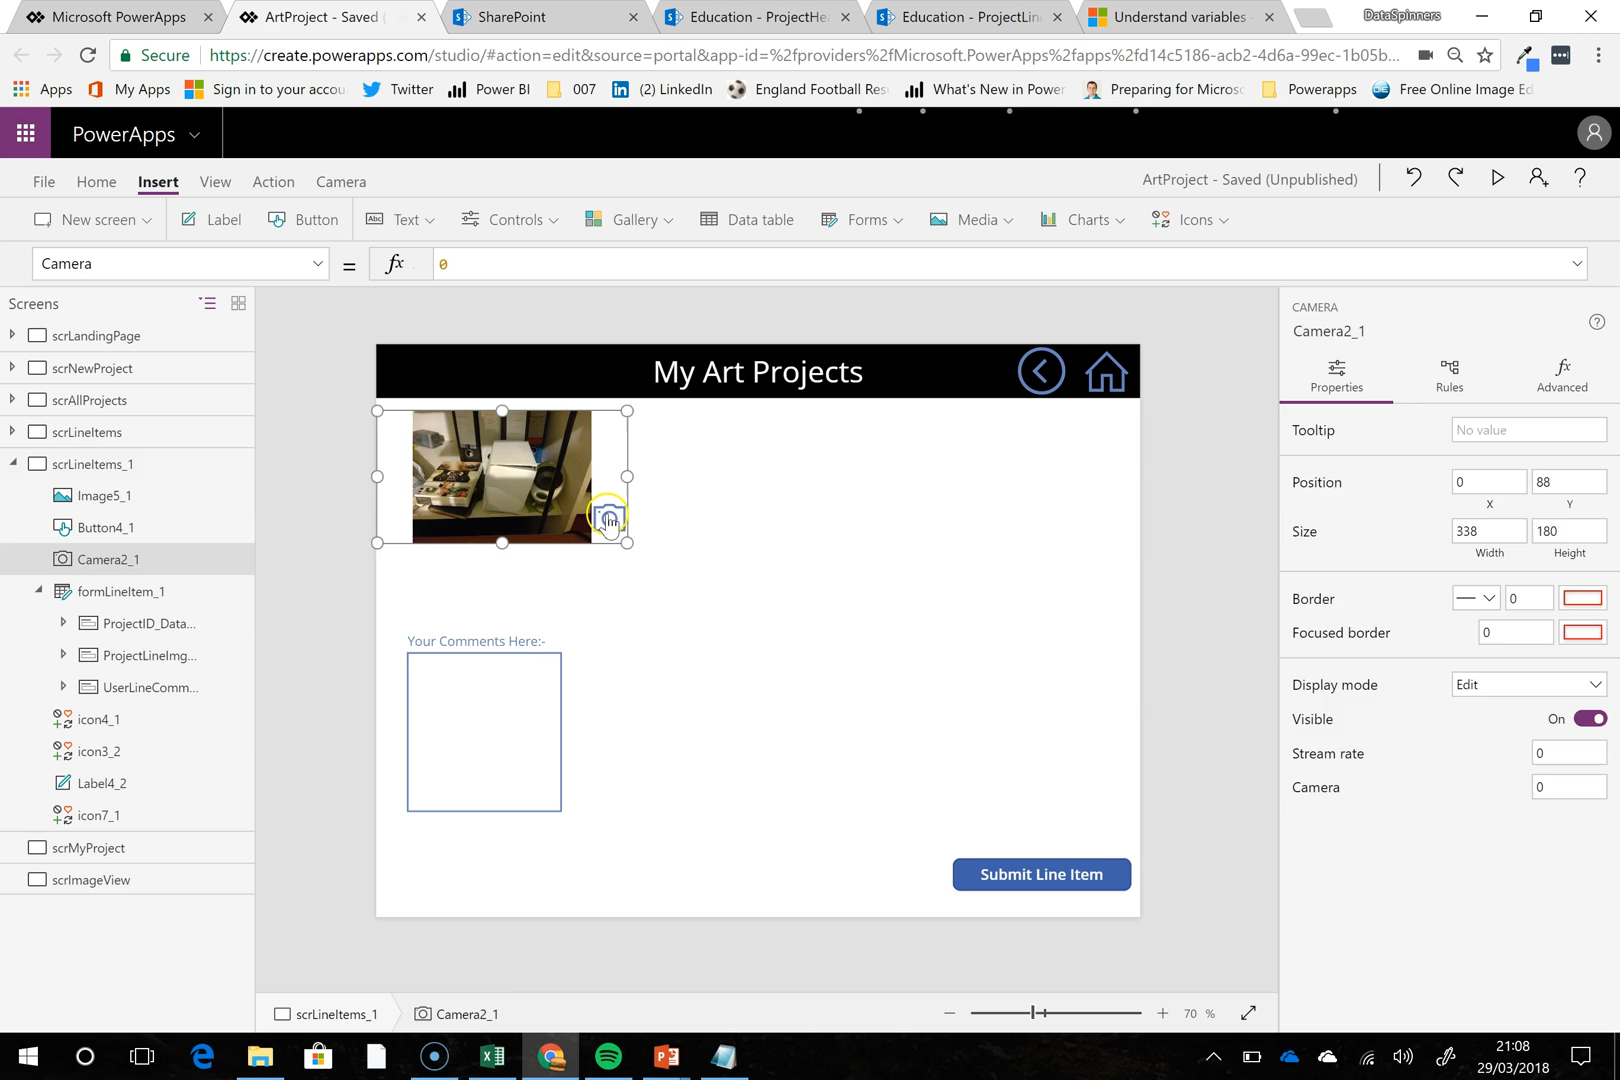 Microsoft PowerApps
ArtProject - Saved (
SharePoint
Education - ProjectHea
Education - ProjectLin
Understand variables
DataSpinners
Secure
https://create.powerapps.com/studio/#action=edit&source=portal&app-id=%2fproviders%2fMicrosoft.PowerApps%2fapps%2fd14c5186-acb2-4d6a-99ec-1b05b...
Apps
My Apps
Sign in to your accou
Twitter
Power BI
007
(2) LinkedIn
England Football Res
What's New in Power
Preparing for Microso
Powerapps
Free Online Image Ed
PowerApps
File
Home
Insert
View
Action
Camera
ArtProject - Saved (Unpublished)
New screen
Label
Button
Text
Controls
Gallery
Data table
Forms
Media
Charts
Icons
Camera
=
fx
0
Screens
scrLandingPage
scrNewProject
scrAllProjects
scrLineItems
scrLineItems_1
Image5_1
Button4_1
Camera2_1
formLineItem_1
ProjectID_Data...
ProjectLineImg...
UserLineComm...
icon4_1
icon3_2
Label4_2
icon7_1
scrMyProject
scrImageView
My Art Projects
Your Comments Here:-
Submit Line Item
CAMERA
Camera2_1
Properties
Rules
Advanced
Tooltip
No value
Position
0
88
X
Y
Size
338
180
Width
Height
Border
0
Focused border
0
Display mode
Edit
Visible
On
Stream rate
0
Camera
0
scrLineItems_1
Camera2_1
70 %
21:08
29/03/2018